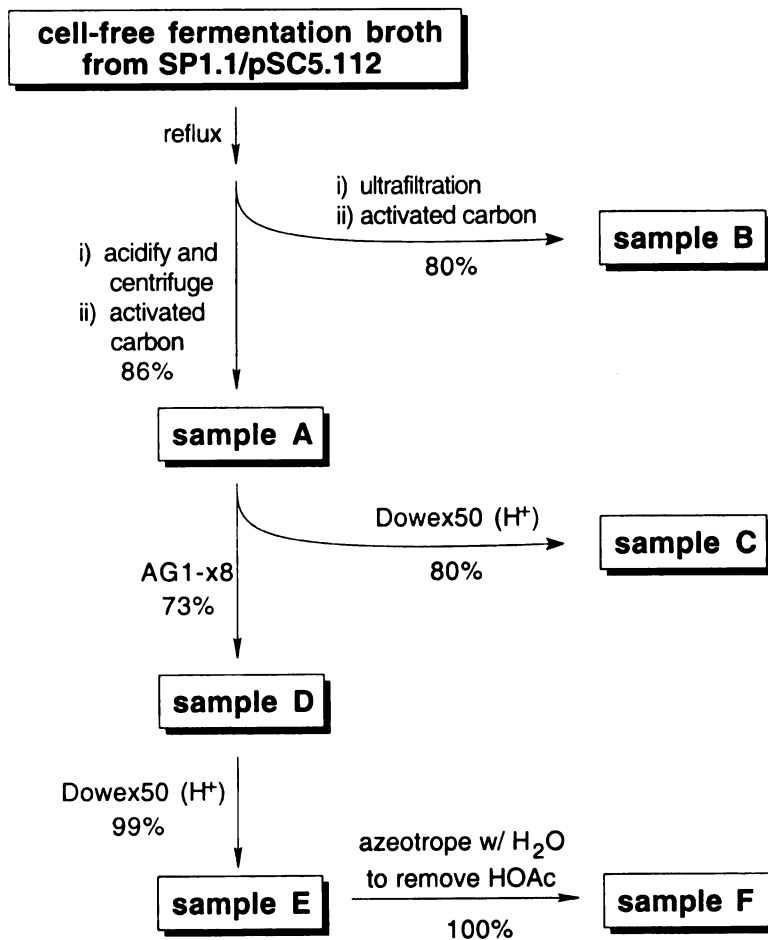 cell-free fermentation broth
from SP1.1/pSC5.112
reflux
i) ultrafiltration
ii) activated carbon
80%
sample B
i) acidify and
centrifuge
ii) activated
carbon
86%
sample A
Dowex50 (H+)
80%
sample C
AG1-x8
73%
sample D
Dowex50 (H+)
99%
azeotrope w/ H2O
to remove HOAc
100%
sample E
sample F